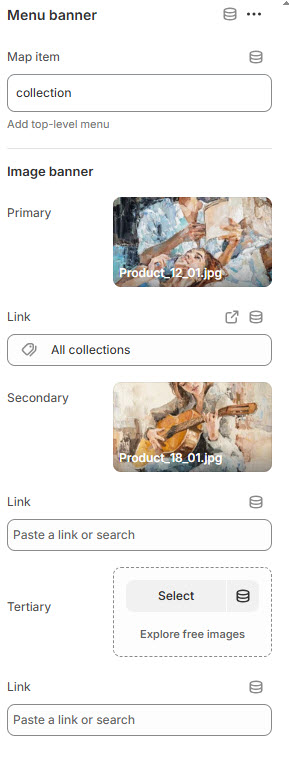 Menu banner
Map item
collection
Add top-level menu
Image banner
Primary
Product_12_01.jpg
Link
All collections
Secondary
Product_18_01.jpg
Link
Paste a link or search
Tertiary
Select
Explore free images
Link
Paste a link or search